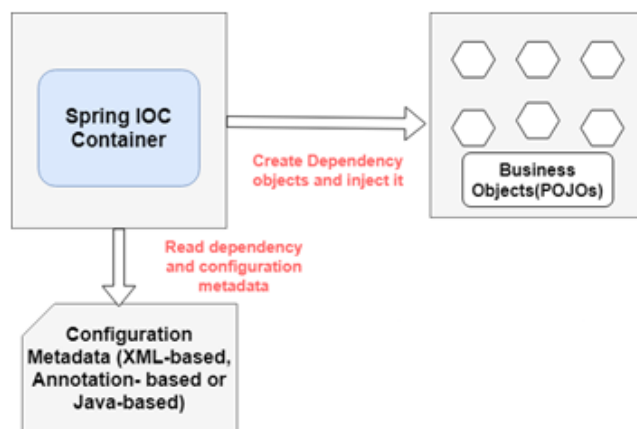 Spring IOC
Container
Create Dependency
objects and inject it
Business
Objects(POJOs)
Read dependency
and configuration
metadata
Configuration
Metadata (XML-based,
Annotation- based or
Java-based)